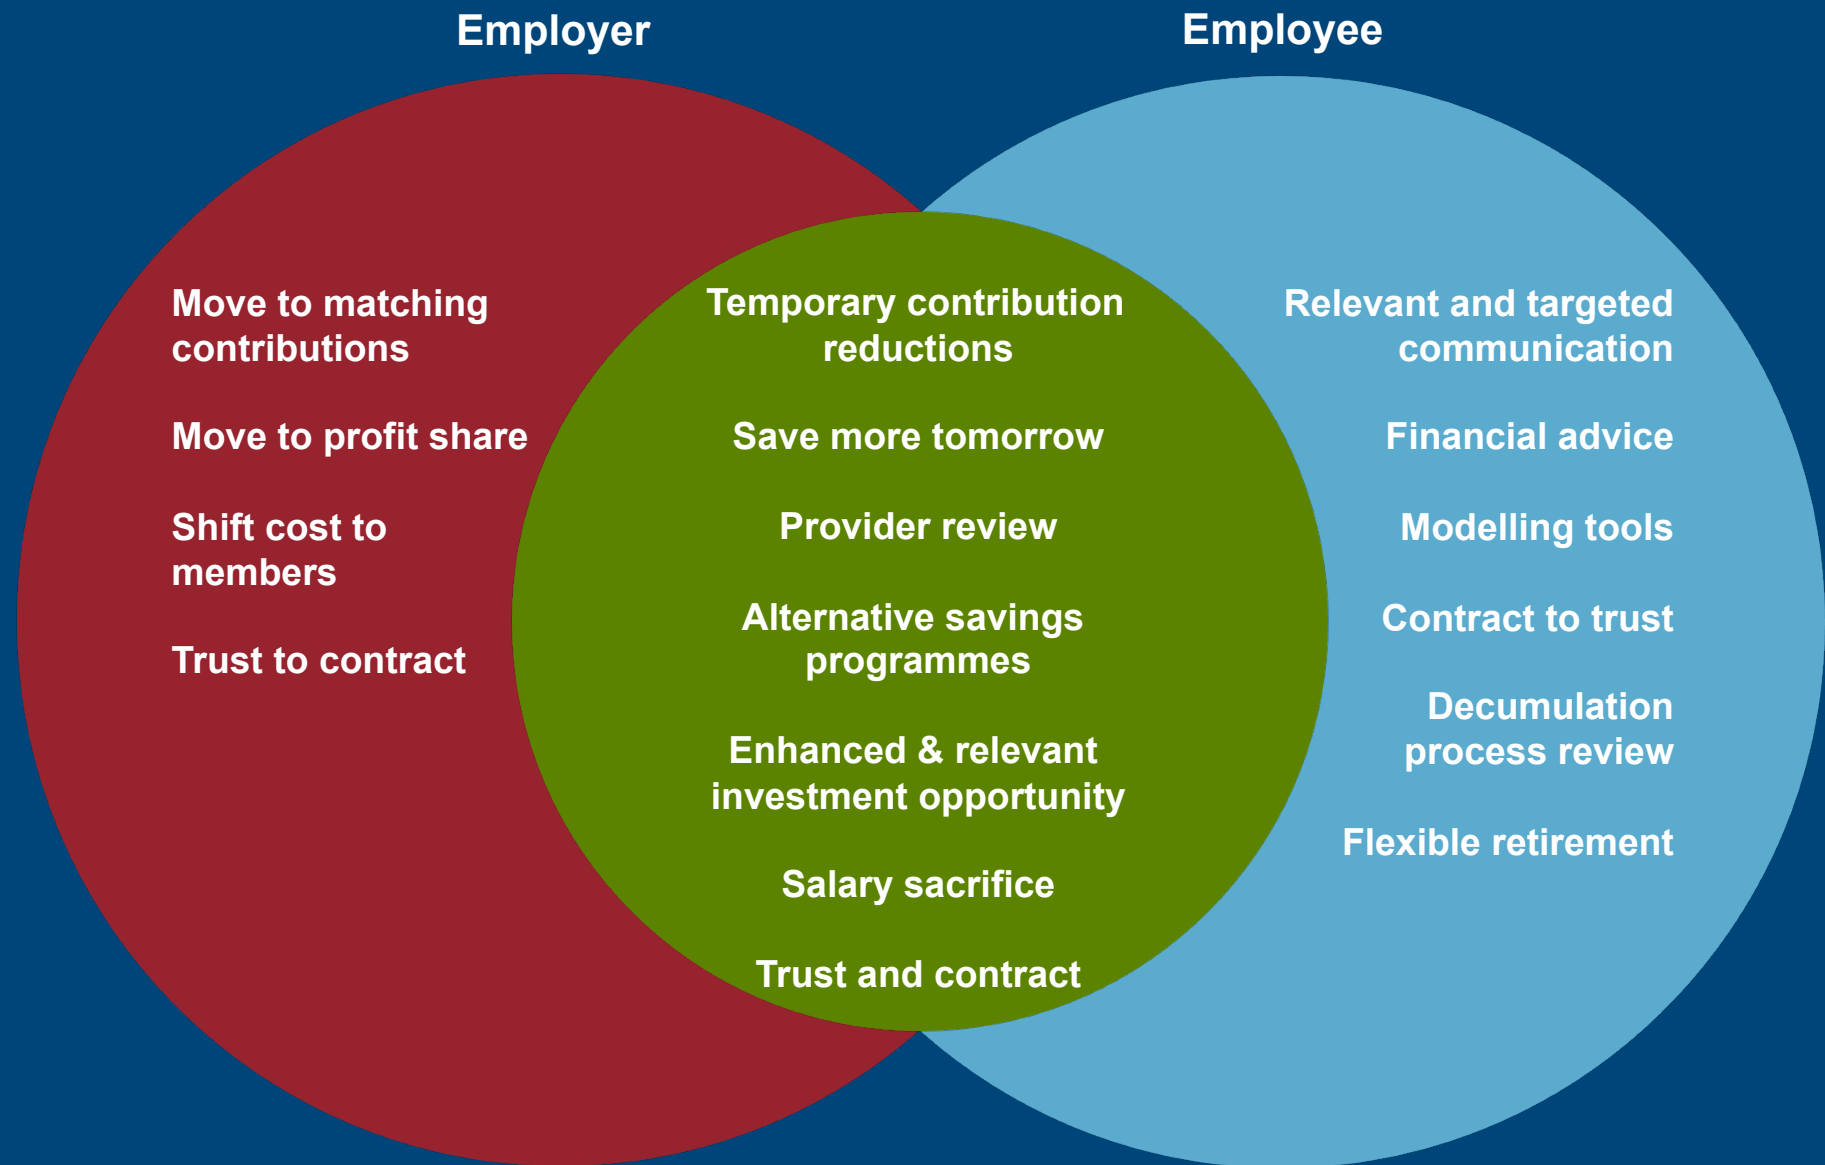 Employer
Employee
Move to matching
contributions
Move to profit share
Shift cost to
members
Trust to contract
Temporary contribution
reductions
Save more tomorrow
Provider review
Alternative savings
programmes
Enhanced & relevant
investment opportunity
Salary sacrifice
Trust and contract
Relevant and targeted
communication
Financial advice
Modelling tools
Contract to trust
Decumulation
process review
Flexible retirement